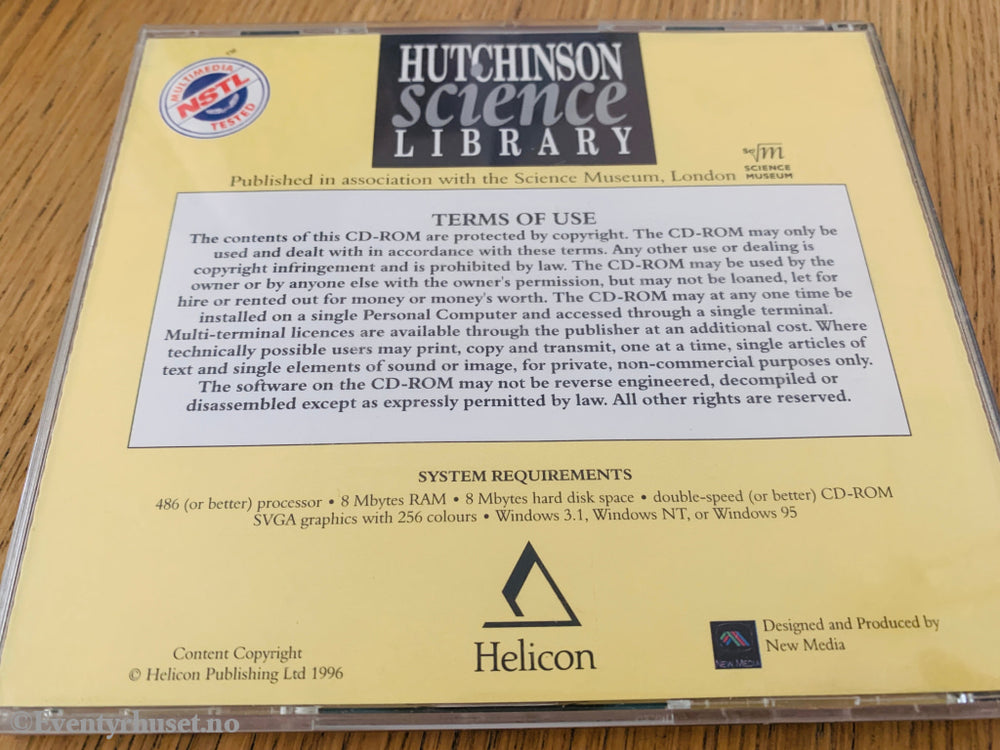 MULTIMEDIA
NSTL
TESTED
™
HUTCHINSON
science
LIBRARY
Published in association with the Science Museum, London
SCIENCE
MUSEUM
TERMS OF USE
The contents of this CD-ROM are protected by copyright. The CD-ROM may only be
used and dealt with in accordance with these terms. Any other use or dealing is
copyright infringement and is prohibited by law. The CD-ROM may be used by the
owner or by anyone else with the owner's permission, but may not be loaned, let for
hire or rented out for money or money's worth. The CD-ROM may at any one time be
installed on a single Personal Computer and accessed through a single terminal.
Multi-terminal licences are available through the publisher at an additional cost. Where
technically possible users may print, copy and transmit, one at a time, single articles of
text and single elements of sound or image, for private, non-commercial purposes only.
The software on the CD-ROM may not be reverse engineered, decompiled or
disassembled except as expressly permitted by law. All other rights are reserved.
SYSTEM REQUIREMENTS
486 (or better) processor • 8 Mbytes RAM • 8 Mbytes hard disk space • double-speed (or better) CD-ROM
SVGA graphics with 256 colours • Windows 3.1, Windows NT, or Windows 95
Helicon
Content Copyright
© Helicon Publishing Ltd 1996
NEW MEDIA
Designed and Produced by
New Media
©Eventyrhuset.no